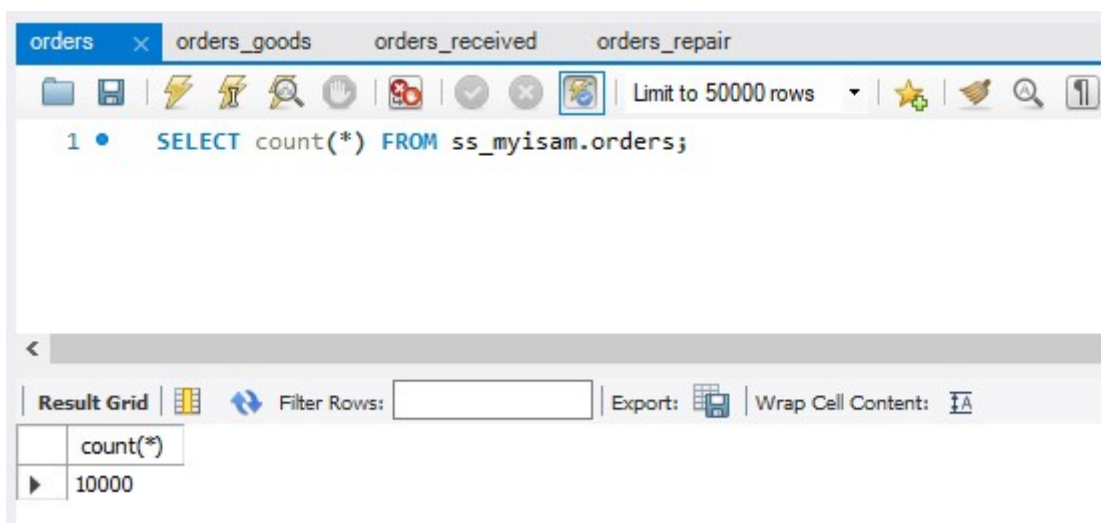 orders × orders_goods orders_received orders_repair
Limit to 50000 rows
1 SELECT count(*) FROM ss_myisam.orders;
Result Grid Filter Rows: Export: Wrap Cell Content:
count(*)
10000